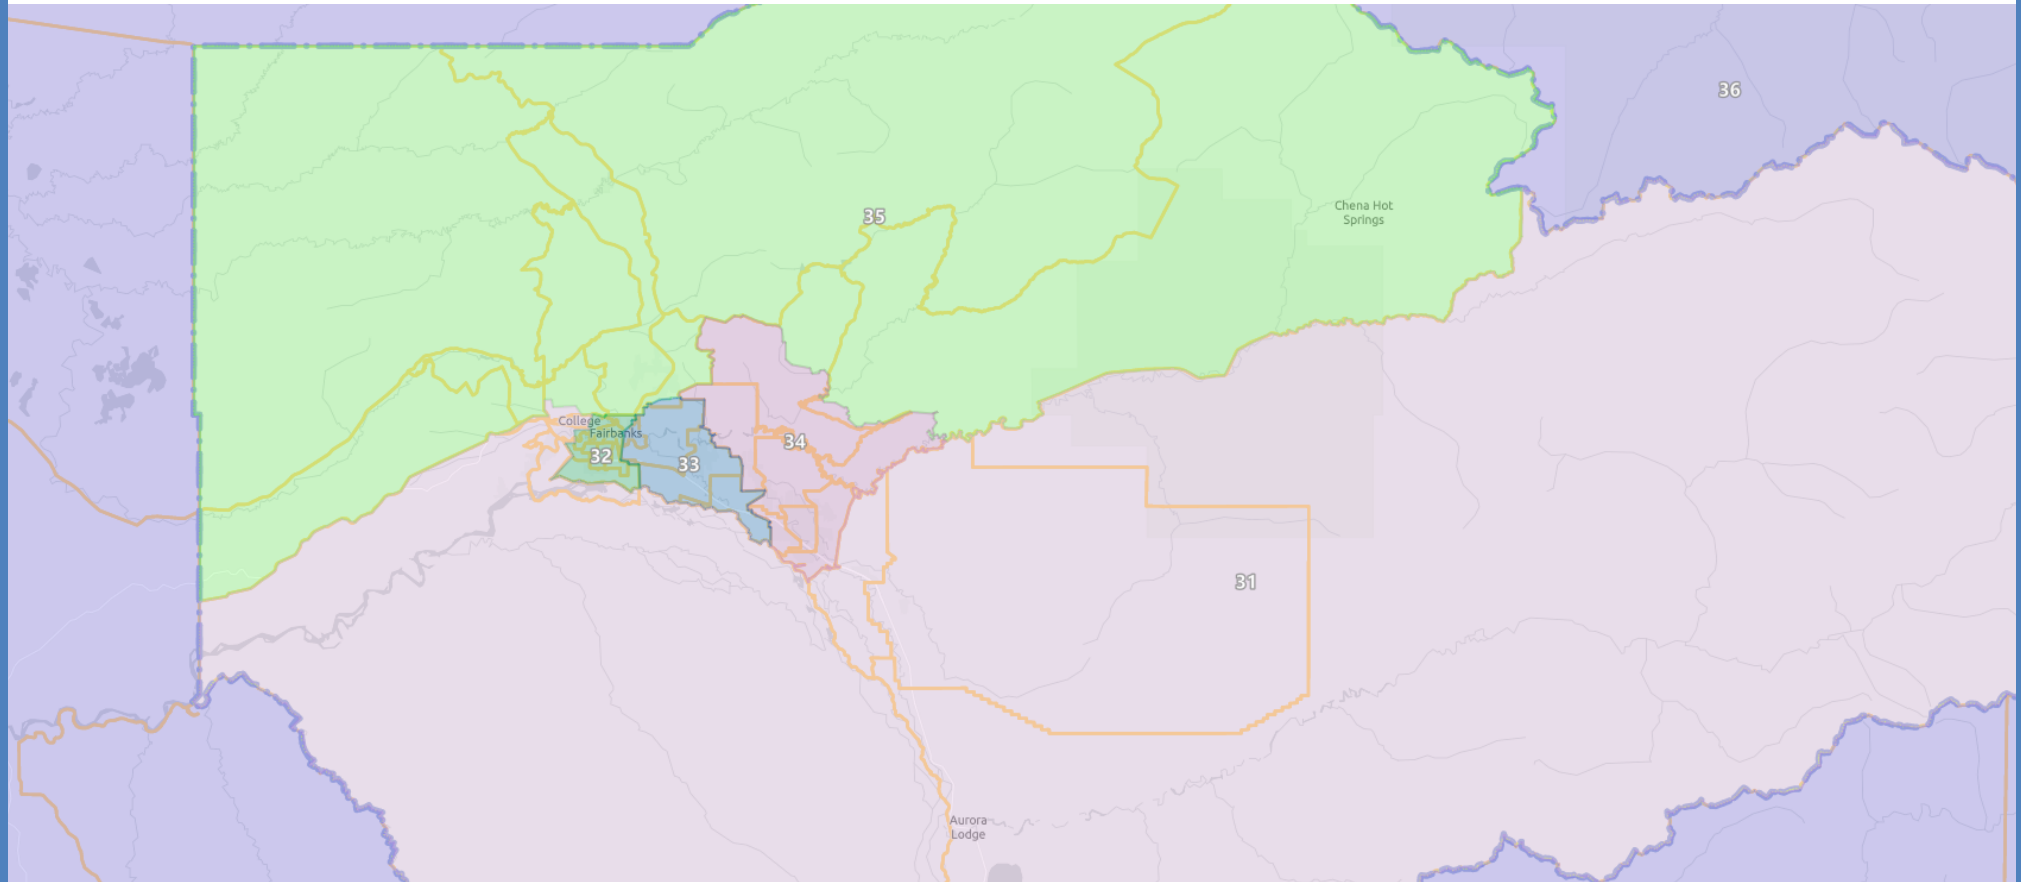 36
Chena Hot
Springs
35
College
Fairbanks
34
32
33
31
Aurora
Lodge